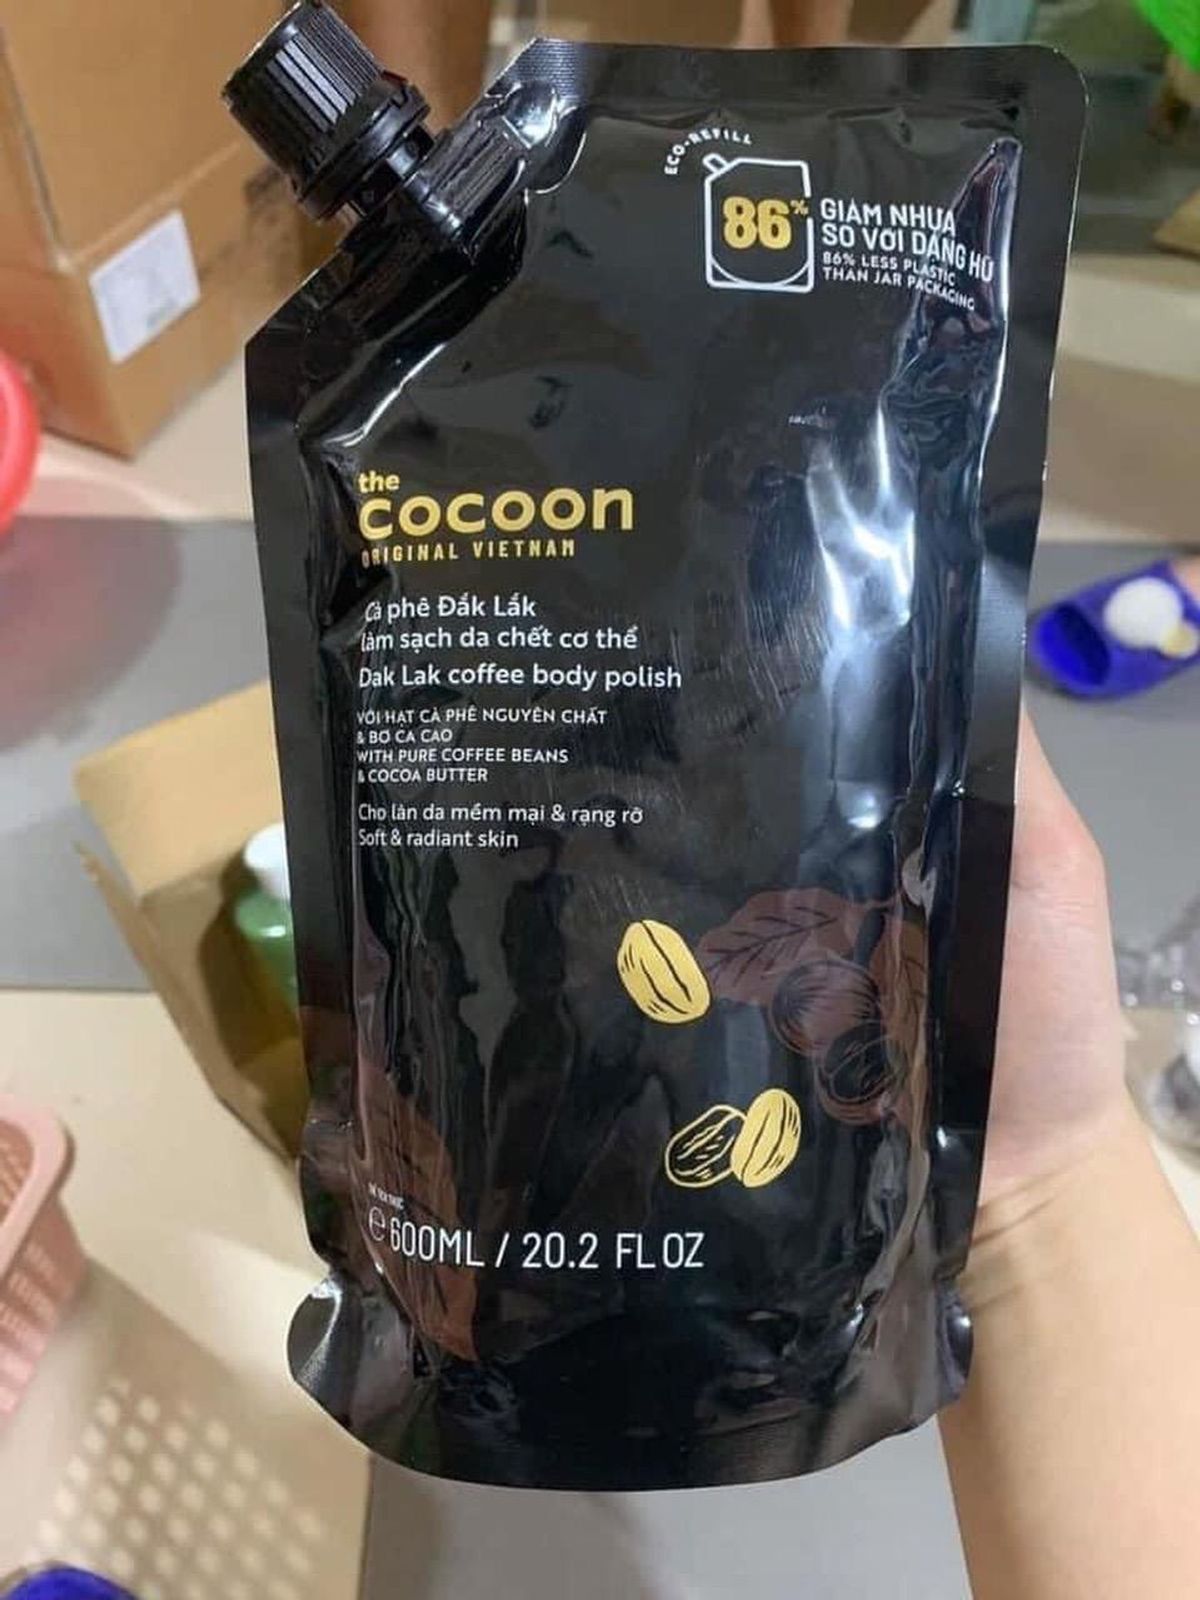 ECO-REFILL
86%
GIẢM NHỰA
SO VỚI DẠNG HŨ
86% LESS PLASTIC
THAN JAR PACKAGING
the
cocoon
ORIGINAL VIETNAM
Cà phê Đắk Lắk
làm sạch da chết cơ thể
Dak Lak coffee body polish
VỚI HẠT CÀ PHÊ NGUYÊN CHẤT
& BƠ CA CAO
WITH PURE COFFEE BEANS
& COCOA BUTTER
Cho làn da mềm mại & rạng rỡ
Soft & radiant skin
℮ 600ML / 20.2 FL OZ